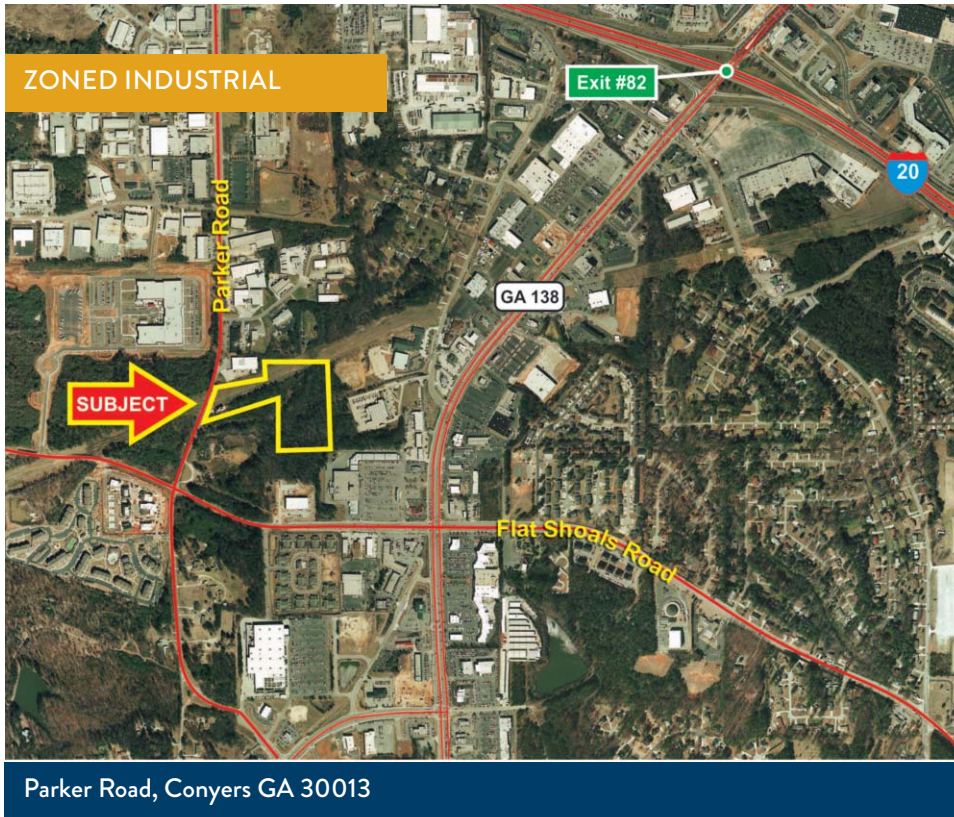 ZONED INDUSTRIAL
Exit #82
20
Parker Road
GA 138
SUBJECT
Flat Shoals Road
Parker Road, Conyers GA 30013